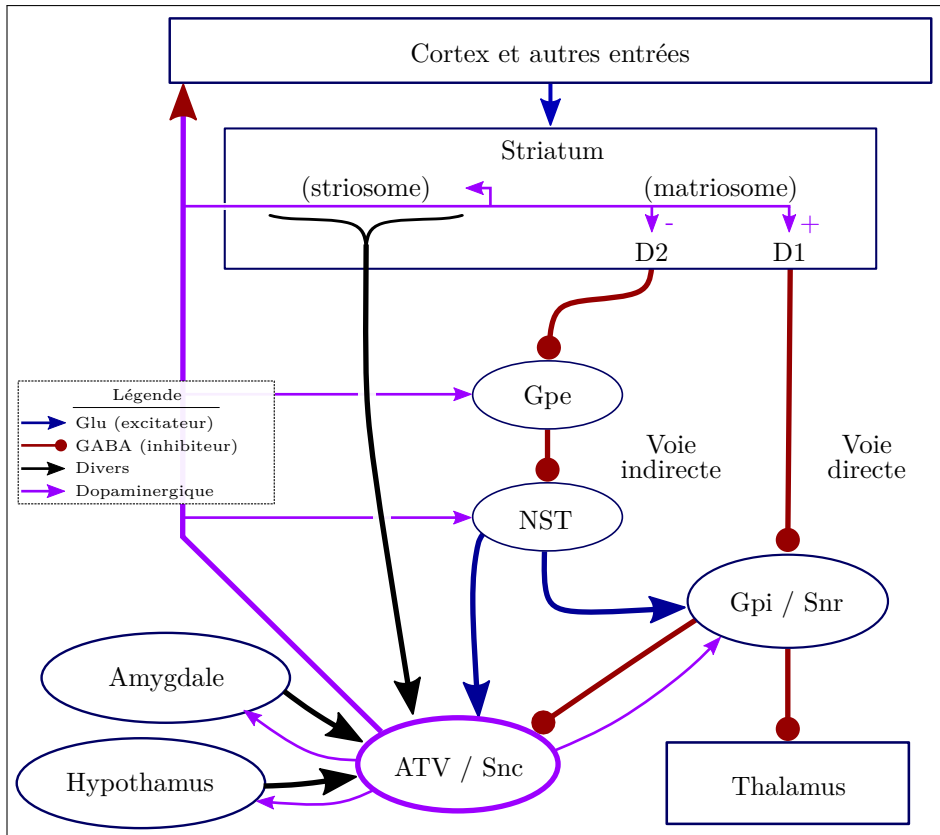 Cortex et autres entrées
Striatum
(striosome)
(matriosome)
-
+
D2
D1
Gpe
Légende
Glu (excitateur)
GABA (inhibiteur)
Divers
Dopaminergique
Voie
indirecte
Voie
directe
NST
Gpi / Snr
Amygdale
ATV / Snc
Hypothamus
Thalamus